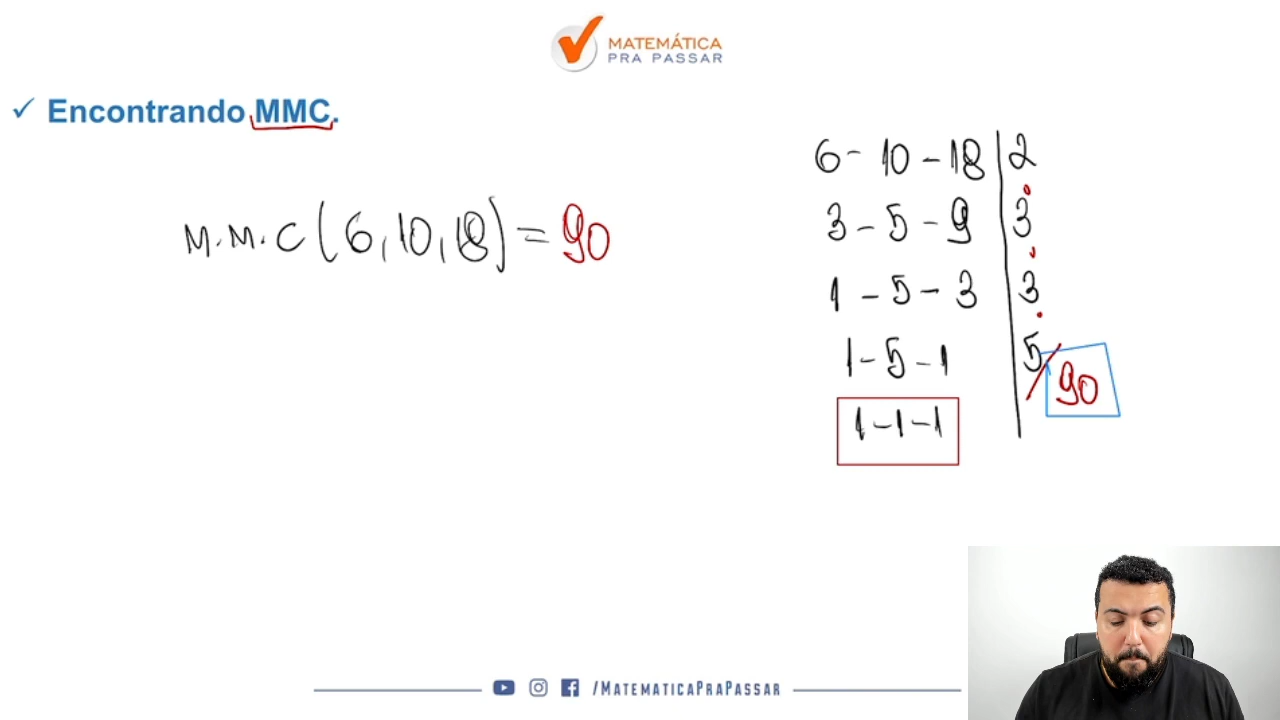 MATEMÁTICA
PRA PASSAR
✓ Encontrando MMC.
M.M.C(6,10,18)=90
6-10-18|2
3-5-9|3
1-5-3|3
1-5-1|5
90
1-1-1
/MATEMATICAPRAPASSAR